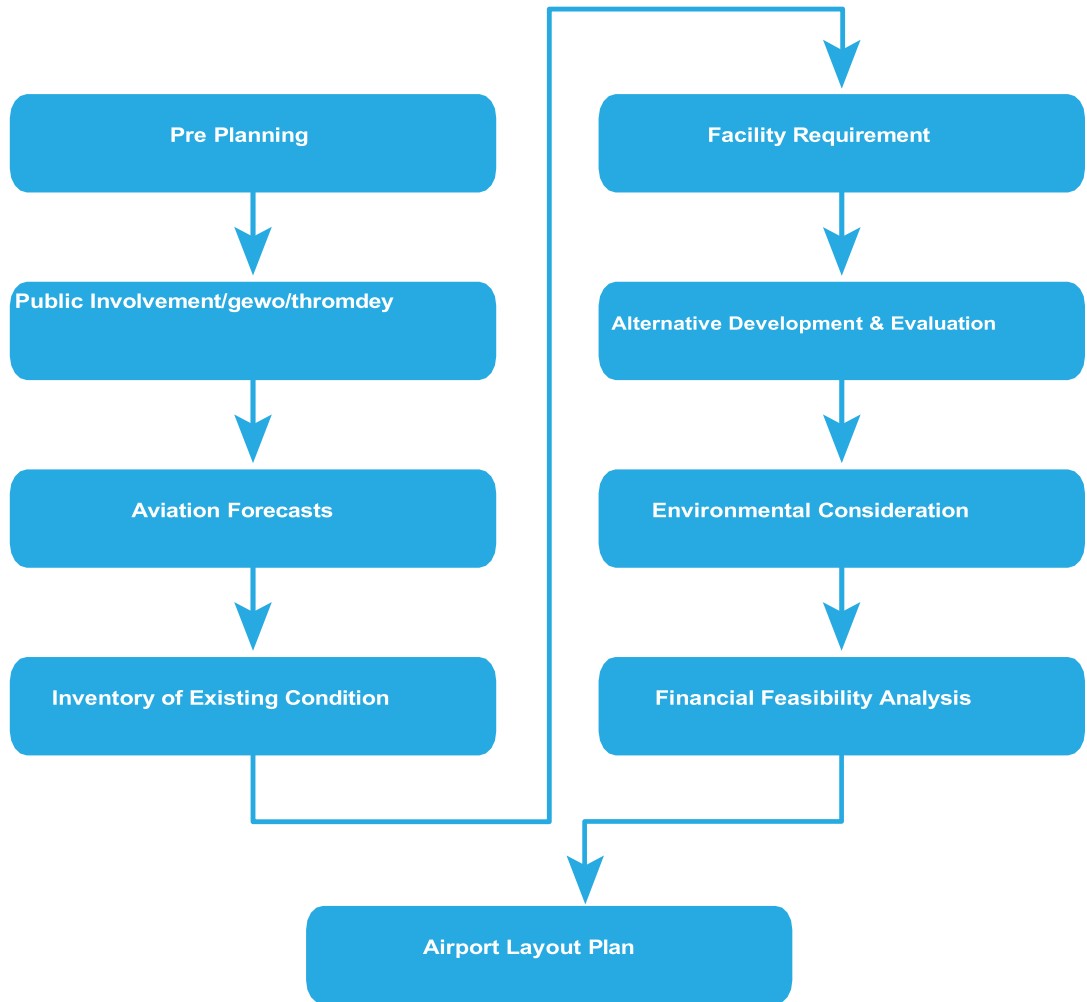 Pre Planning
Public Involvement/gewo/thromdey
Aviation Forecasts
Inventory of Existing Condition
Facility Requirement
Alternative Development & Evaluation
Environmental Consideration
Financial Feasibility Analysis
Airport Layout Plan